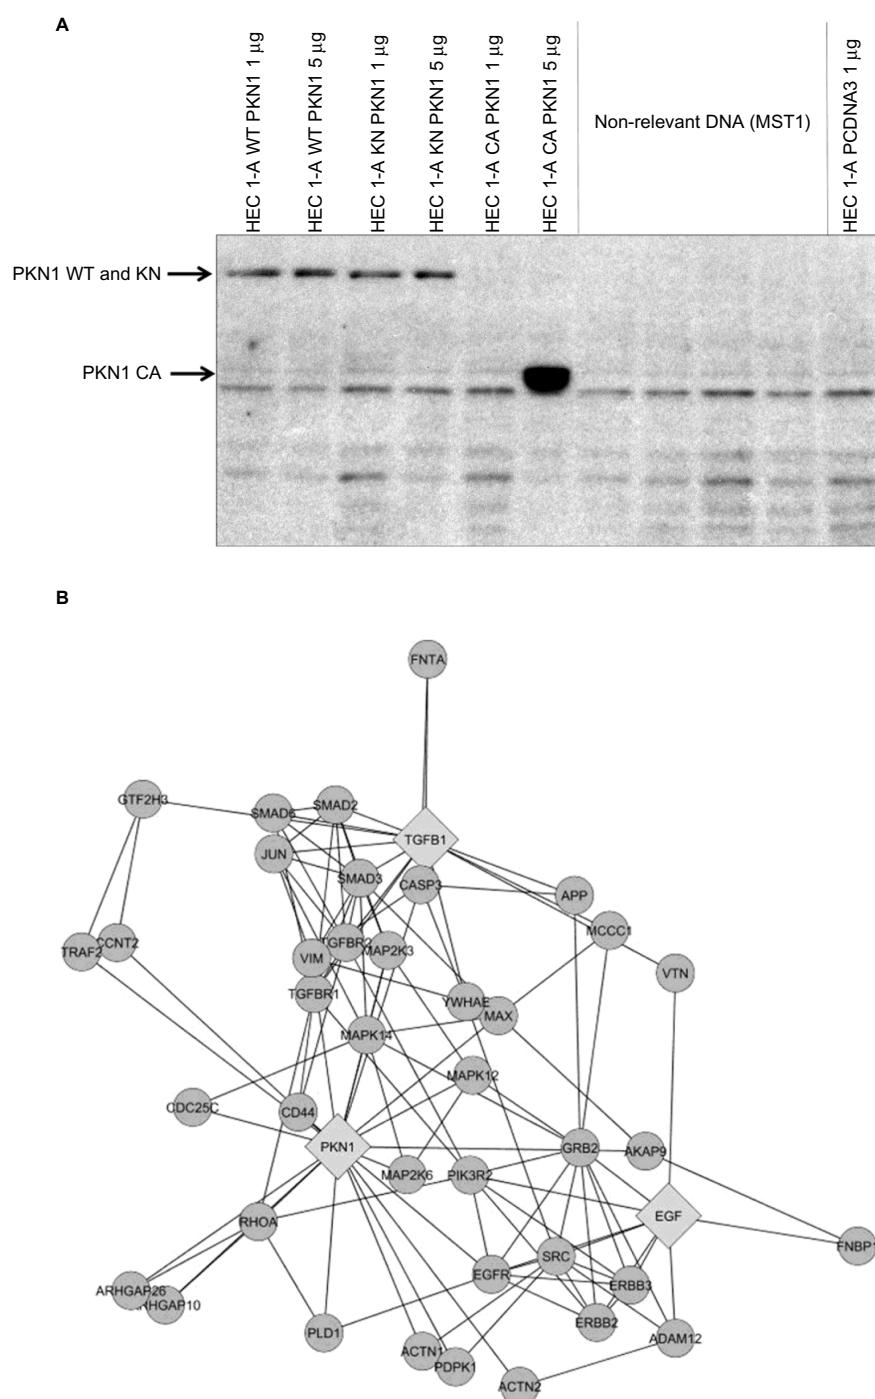 A
HEC 1-A WT PKN1 1 µg
HEC 1-A WT PKN1 5 µg
HEC 1-A KN PKN1 1 µg
HEC 1-A KN PKN1 5 µg
HEC 1-A CA PKN1 1 µg
HEC 1-A CA PKN1 5 µg
Non-relevant DNA (MST1)
HEC 1-A PCDNA3 1 µg
PKN1 WT and KN
PKN1 CA
B
FNTA
GTF2H3
SMAD6
SMAD2
TGFB1
JUN
SMAD3
CASP3
APP
MCCC1
TRAF2
CCNT2
VIM
TGFBR2
MAP2K3
VTN
TGFBR1
YWHAE
MAX
MAPK14
MAPK12
CDC25C
CD44
PKN1
GRB2
AKAP9
MAP2K6
PIK3R2
RHOA
EGF
FNBP1
SRC
EGFR
ERBB3
ARHGAP26
RHGAP10
ERBB2
PLD1
ADAM12
ACTN1
PDPK1
ACTN2